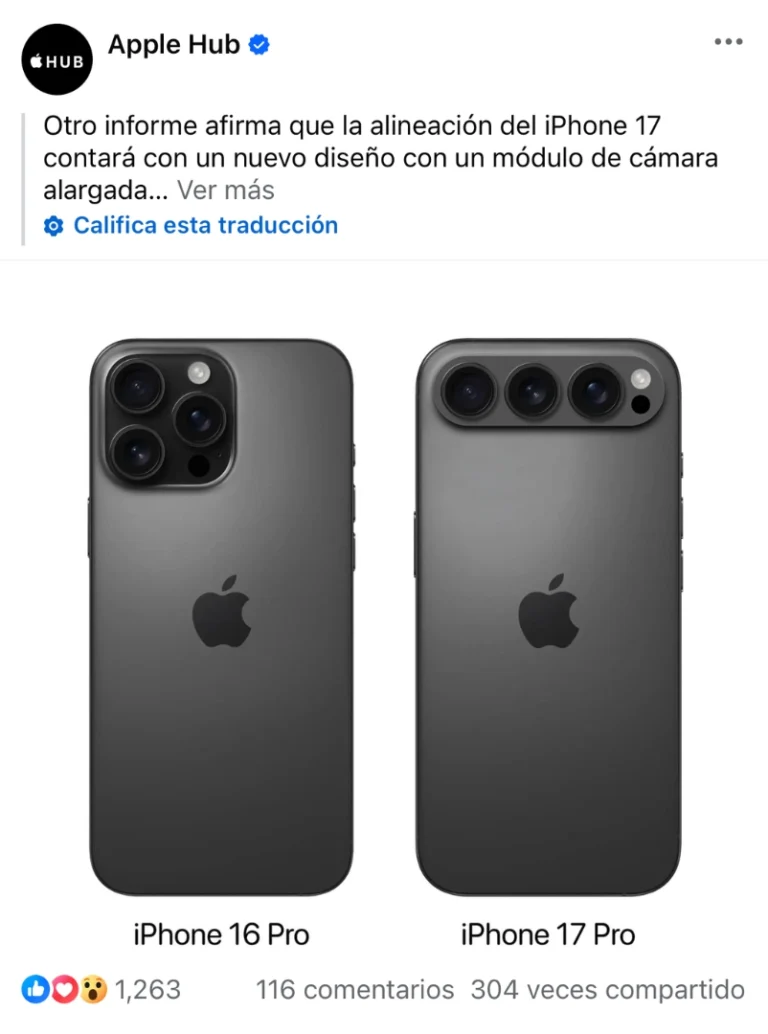 HUB
Apple Hub
Otro informe afirma que la alineación del iPhone 17
contará con un nuevo diseño con un módulo de cámara
alargada... Ver más
Califica esta traducción
iPhone 16 Pro
iPhone 17 Pro
1,263
116 comentarios
304 veces compartido